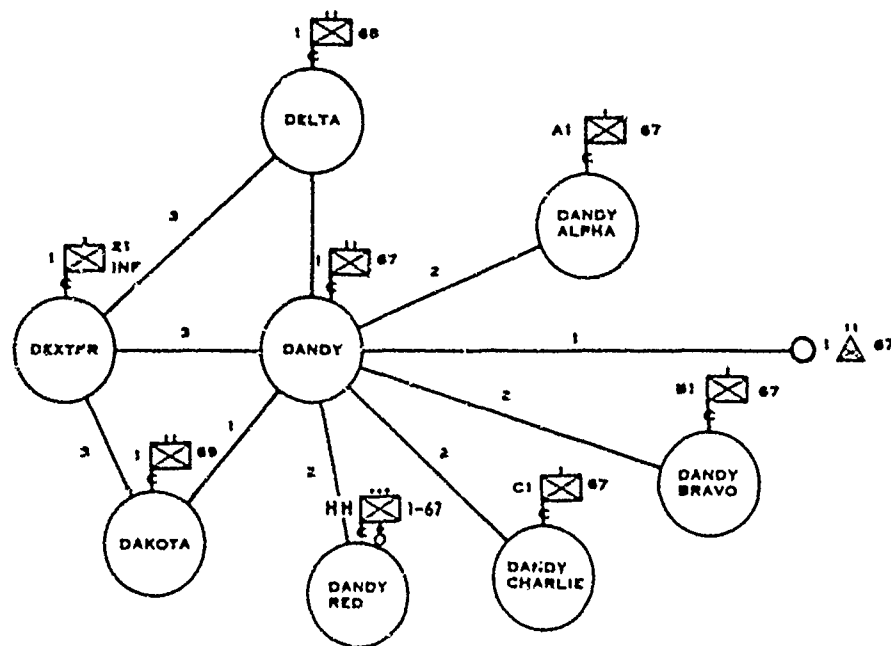 1 68
DELTA
A1 67
DANDY
ALPHA
1 21
INF
DEXTER
3
3
1 67
DANDY
2
1
1 67
B1 67
DANDY
BRAVO
2
3
1
1 69
DAKOTA
2
HH 1-67
DANDY
RED
2
C1 67
DANDY
CHARLIE